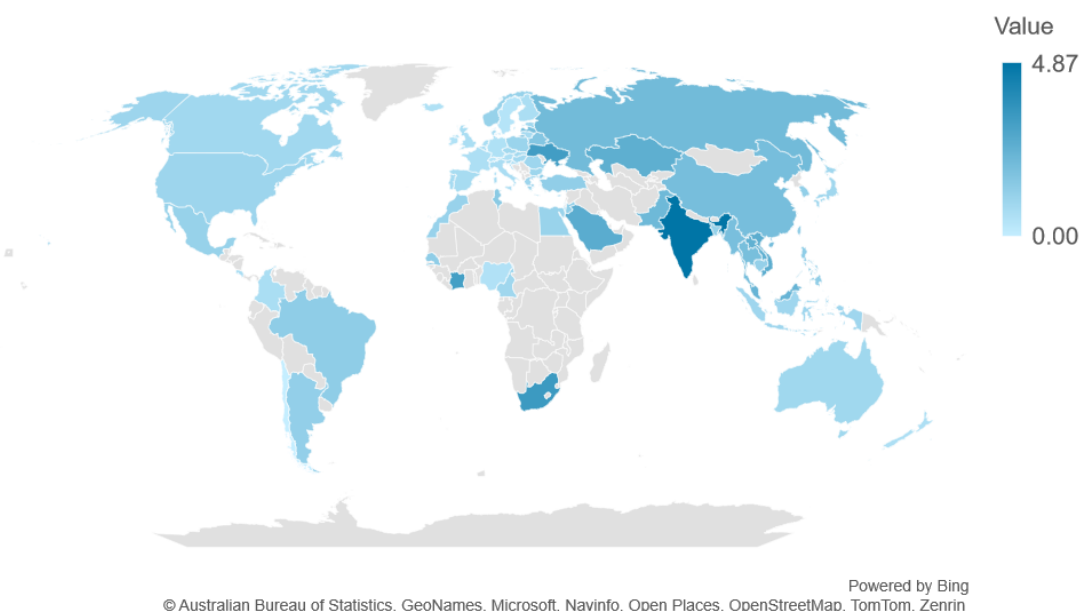 Value
4.87
0.00
Powered by Bing
© Australian Bureau of Statistics, GeoNames, Microsoft, Navinfo, Open Places, OpenStreetMap, TomTom, Zenrin